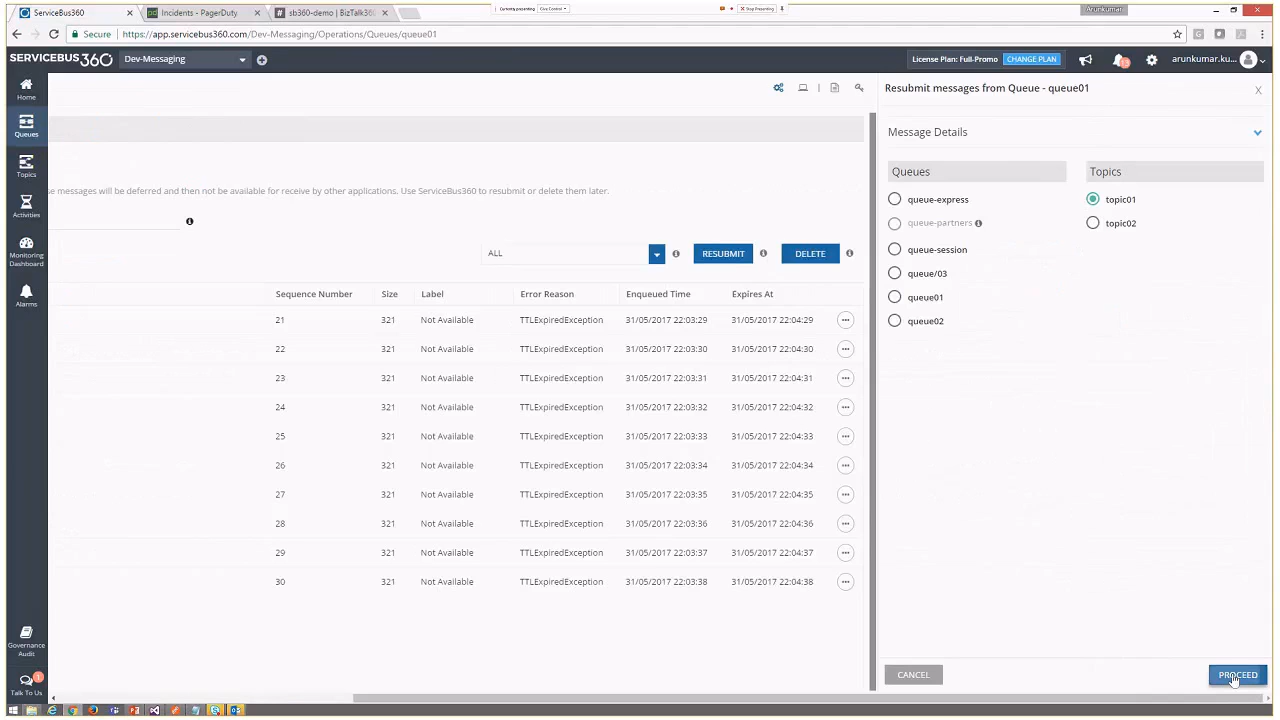 Currently presenting Give Control Stop Presenting Arunkumar
ServiceBus360 Incidents - PagerDuty sb360-demo | BizTalk360
Secure https://app.servicebus360.com/Dev-Messaging/Operations/Queues/queue01
SERVICEBUS360 Dev-Messaging License Plan: Full-Promo CHANGE PLAN arunkumar.ku...
Home
Queues
Topics
Activities
Monitoring Dashboard
Alarms
Governance Audit
Talk To Us 1
se messages will be deferred and then not be available for receive by other applications. Use ServiceBus360 to resubmit or delete them later.
ALL RESUBMIT DELETE
Sequence Number Size Label Error Reason Enqueued Time Expires At
21 321 Not Available TTLExpiredException 31/05/2017 22:03:29 31/05/2017 22:04:29
22 321 Not Available TTLExpiredException 31/05/2017 22:03:30 31/05/2017 22:04:30
23 321 Not Available TTLExpiredException 31/05/2017 22:03:31 31/05/2017 22:04:31
24 321 Not Available TTLExpiredException 31/05/2017 22:03:32 31/05/2017 22:04:32
25 321 Not Available TTLExpiredException 31/05/2017 22:03:33 31/05/2017 22:04:33
26 321 Not Available TTLExpiredException 31/05/2017 22:03:34 31/05/2017 22:04:34
27 321 Not Available TTLExpiredException 31/05/2017 22:03:35 31/05/2017 22:04:35
28 321 Not Available TTLExpiredException 31/05/2017 22:03:36 31/05/2017 22:04:36
29 321 Not Available TTLExpiredException 31/05/2017 22:03:37 31/05/2017 22:04:37
30 321 Not Available TTLExpiredException 31/05/2017 22:03:38 31/05/2017 22:04:38
Resubmit messages from Queue - queue01
Message Details
Queues Topics
queue-express topic01
queue-partners topic02
queue-session
queue/03
queue01
queue02
CANCEL PROCEED